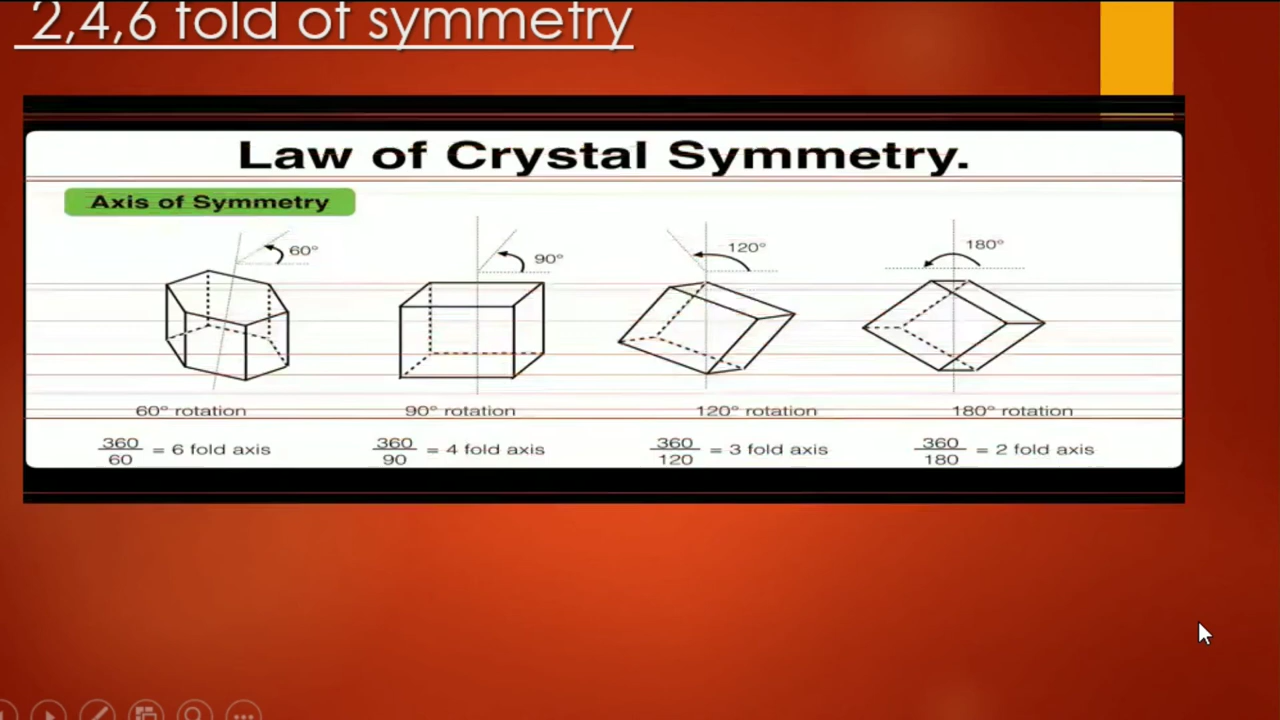 2,4,6 fold of symmetry
Law of Crystal Symmetry.
Axis of Symmetry
60° 90° 120° 180°
60° rotation 90° rotation 120° rotation 180° rotation
360/60 = 6 fold axis 360/90 = 4 fold axis 360/120 = 3 fold axis 360/180 = 2 fold axis